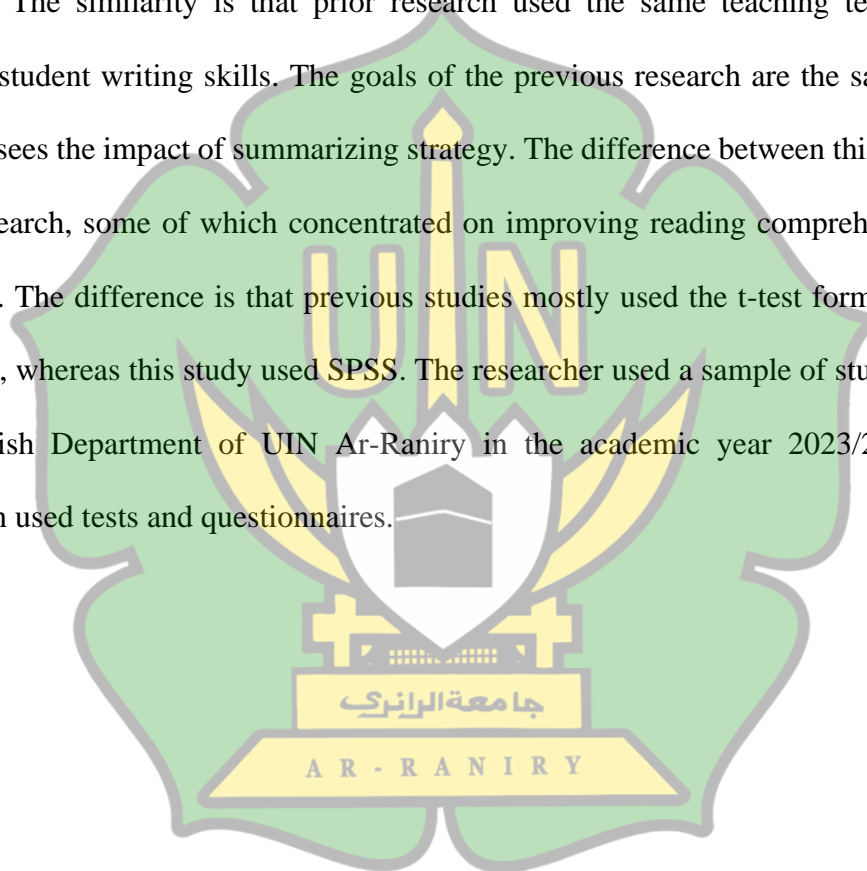 The similarity is that prior research used the same teaching te
student writing skills. The goals of the previous research are the sa
sees the impact of summarizing strategy. The difference between thi
earch, some of which concentrated on improving reading compreh
. The difference is that previous studies mostly used the t-test form
, whereas this study used SPSS. The researcher used a sample of stu
ish Department of UIN Ar-Raniry in the academic year 2023/2
n used tests and questionnaires.
UIN
جامعة الرانري
AR-RANIRY